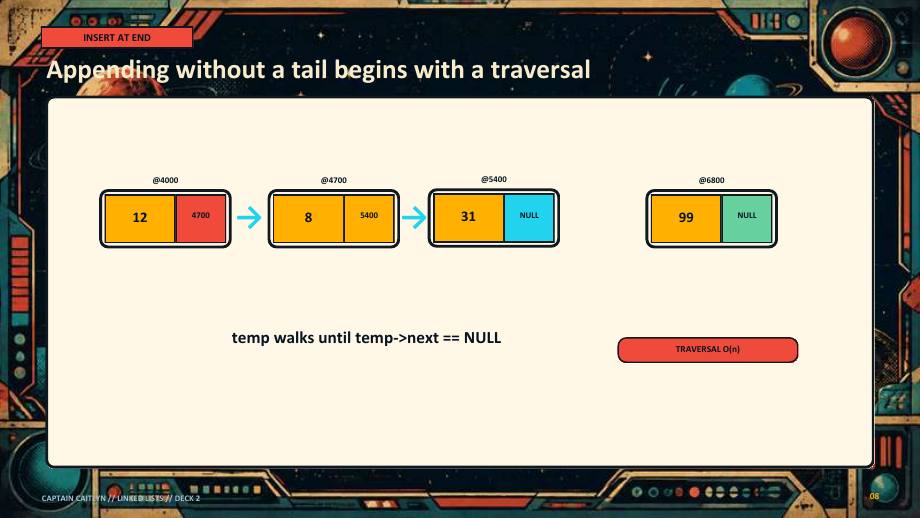 INSERT AT END
Appending without a tail begins with a traversal
@4000
@4700
@5400
@6800
12
4700
8
5400
31
NULL
99
NULL
temp walks until temp->next == NULL
TRAVERSAL O(n)
CAPTAIN CAITLYN // LINKED LISTS // DECK 2
08